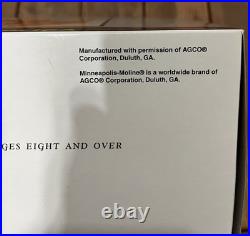 Manufactured with permission of AGCO®
Corporation, Duluth, GA.
Minneapolis-Moline® is a worldwide brand of
AGCO® Corporation, Duluth, GA.
GES EIGHT AND OVER
Copyright